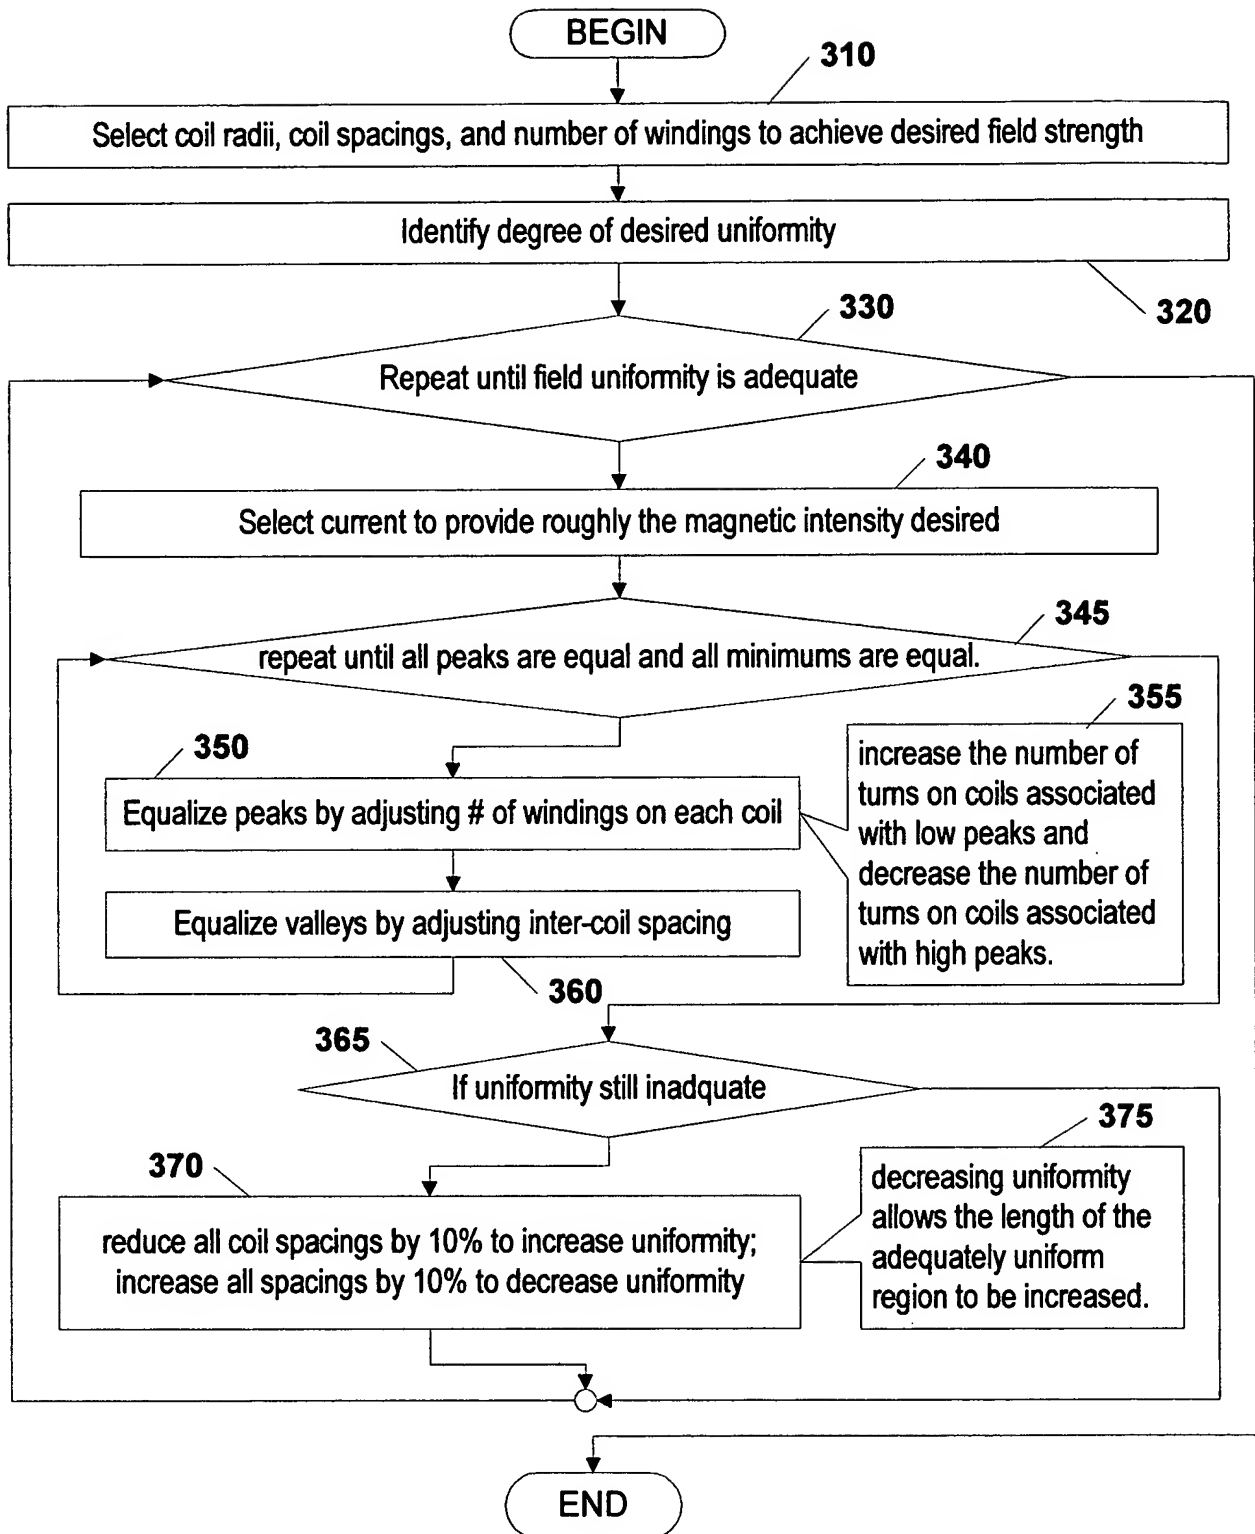 BEGIN
310
Select coil radii, coil spacings, and number of windings to achieve desired field strength
Identify degree of desired uniformity
320
330
Repeat until field uniformity is adequate
340
Select current to provide roughly the magnetic intensity desired
345
repeat until all peaks are equal and all minimums are equal.
355
350
Equalize peaks by adjusting # of windings on each coil
increase the number of
turns on coils associated
with low peaks and
decrease the number of
turns on coils associated
with high peaks.
Equalize valleys by adjusting inter-coil spacing
360
365
If uniformity still inadquate
375
370
reduce all coil spacings by 10% to increase uniformity;
increase all spacings by 10% to decrease uniformity
decreasing uniformity
allows the length of the
adequately uniform
region to be increased.
END